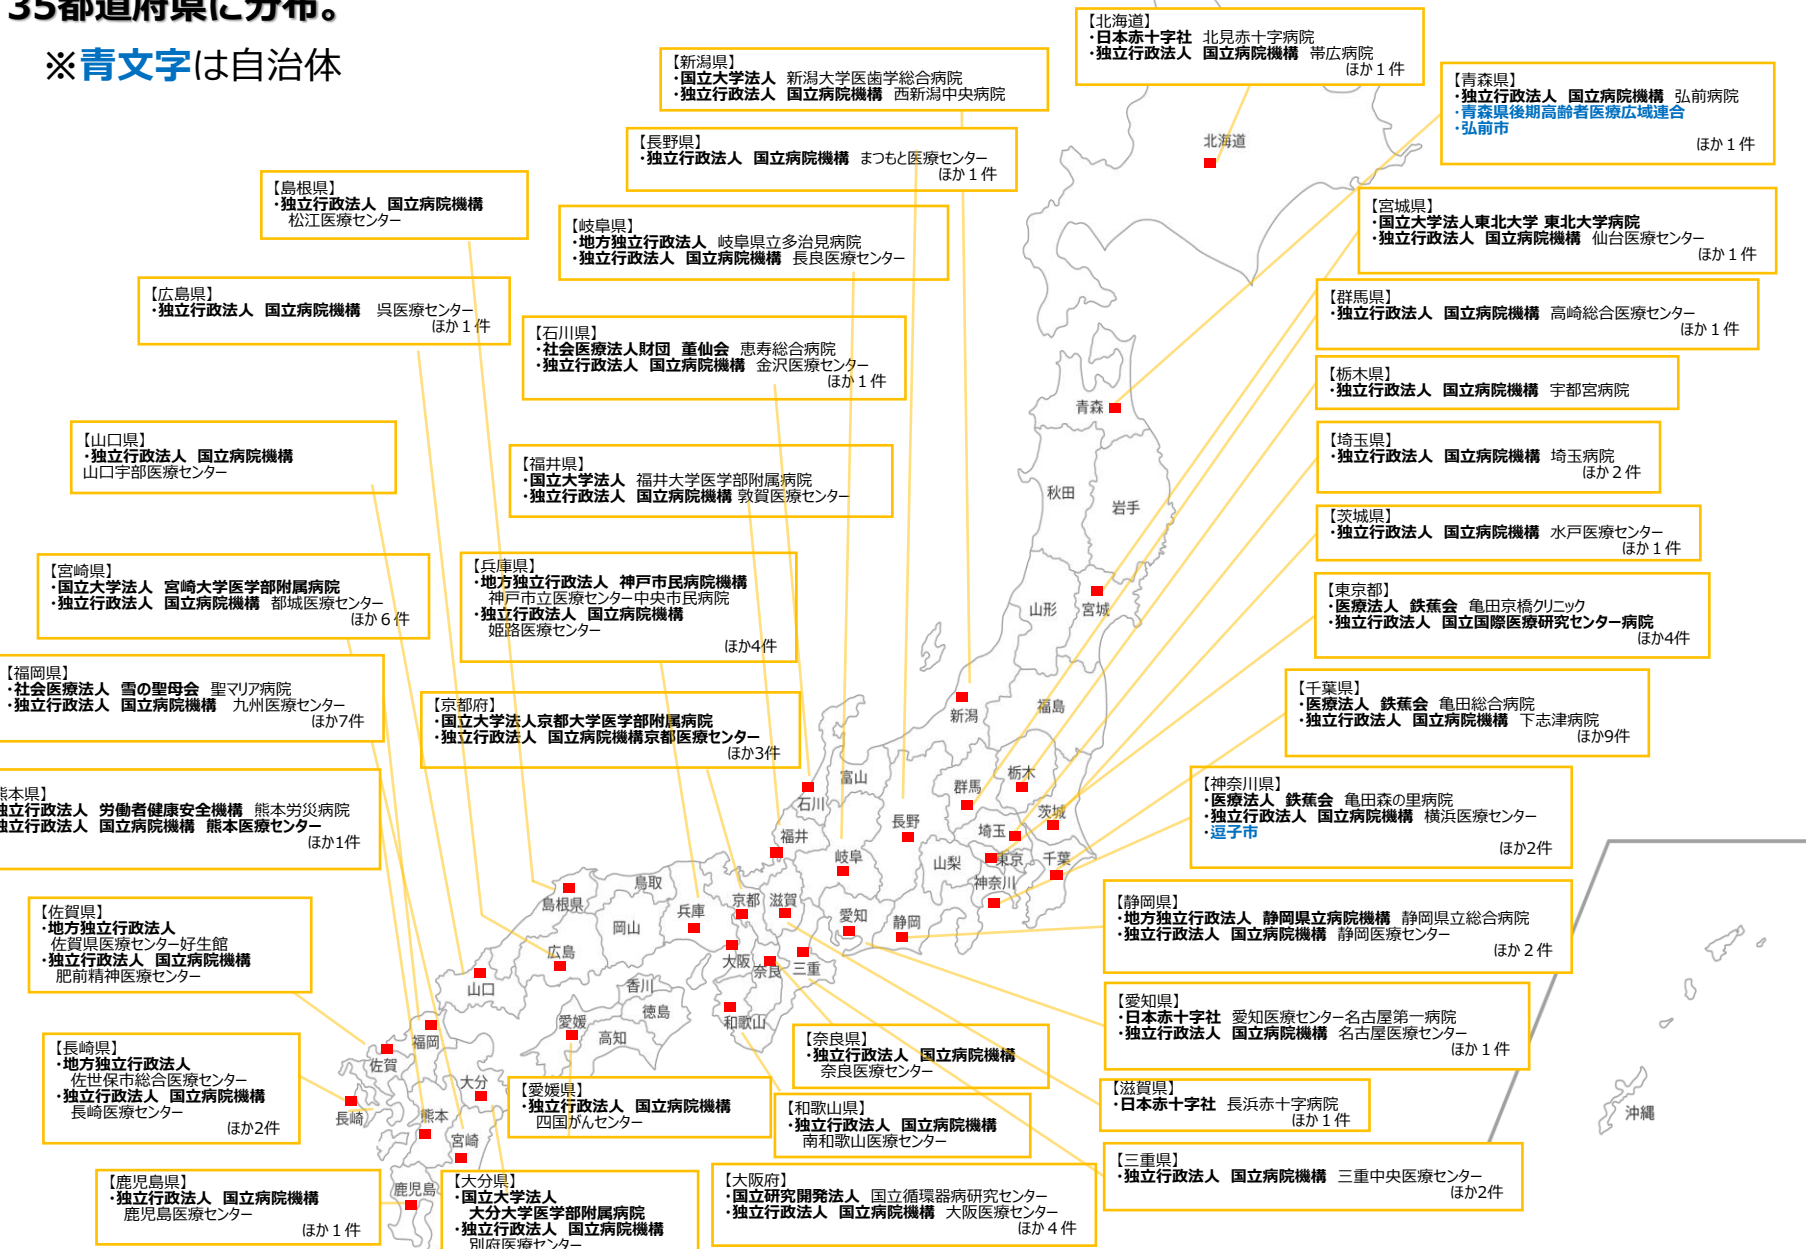 35都道府県に分布。
※青文字は自治体
【北海道】
・日本赤十字社 北見赤十字病院
・独立行政法人 国立病院機構 帯広病院
ほか１件
【新潟県】
・国立大学法人 新潟大学医歯学総合病院
・独立行政法人 国立病院機構 西新潟中央病院
【青森県】
・独立行政法人 国立病院機構 弘前病院
・青森県後期高齢者医療広域連合
・弘前市
ほか１件
【長野県】
・独立行政法人 国立病院機構 まつもと医療センター
ほか１件
【島根県】
・独立行政法人 国立病院機構
松江医療センター
【岐阜県】
・地方独立行政法人 岐阜県立多治見病院
・独立行政法人 国立病院機構 長良医療センター
【宮城県】
・国立大学法人東北大学 東北大学病院
・独立行政法人 国立病院機構 仙台医療センター
ほか１件
【広島県】
・独立行政法人 国立病院機構 呉医療センター
ほか１件
【石川県】
・社会医療法人財団 董仙会 恵寿総合病院
・独立行政法人 国立病院機構 金沢医療センター
ほか１件
【群馬県】
・独立行政法人 国立病院機構 高崎総合医療センター
ほか１件
【栃木県】
・独立行政法人 国立病院機構 宇都宮病院
【山口県】
・独立行政法人 国立病院機構
山口宇部医療センター
【福井県】
・国立大学法人 福井大学医学部附属病院
・独立行政法人 国立病院機構 敦賀医療センター
【埼玉県】
・独立行政法人 国立病院機構 埼玉病院
ほか２件
【茨城県】
・独立行政法人 国立病院機構 水戸医療センター
ほか１件
【宮崎県】
・国立大学法人 宮崎大学医学部附属病院
・独立行政法人 国立病院機構 都城医療センター
ほか６件
【兵庫県】
・地方独立行政法人 神戸市民病院機構
神戸市立医療センター中央市民病院
・独立行政法人 国立病院機構
姫路医療センター
ほか4件
【東京都】
・医療法人 鉄蕉会 亀田京橋クリニック
・独立行政法人 国立国際医療研究センター病院
ほか4件
【福岡県】
・社会医療法人 雪の聖母会 聖マリア病院
・独立行政法人 国立病院機構 九州医療センター
ほか7件
【京都府】
・国立大学法人京都大学医学部附属病院
・独立行政法人 国立病院機構京都医療センター
ほか3件
【千葉県】
・医療法人 鉄蕉会 亀田総合病院
・独立行政法人 国立病院機構 下志津病院
ほか9件
熊本県】
独立行政法人 労働者健康安全機構 熊本労災病院
独立行政法人 国立病院機構 熊本医療センター
ほか1件
【神奈川県】
・医療法人 鉄蕉会 亀田森の里病院
・独立行政法人 国立病院機構 横浜医療センター
・逗子市
ほか2件
【佐賀県】
・地方独立行政法人
佐賀県医療センター好生館
・独立行政法人 国立病院機構
肥前精神医療センター
【静岡県】
・地方独立行政法人 静岡県立病院機構 静岡県立総合病院
・独立行政法人 国立病院機構 静岡医療センター
ほか２件
【愛知県】
・日本赤十字社 愛知医療センター名古屋第一病院
・独立行政法人 国立病院機構 名古屋医療センター
ほか１件
【長崎県】
・地方独立行政法人
佐世保市総合医療センター
・独立行政法人 国立病院機構
長崎医療センター
ほか2件
【奈良県】
・独立行政法人 国立病院機構
奈良医療センター
【愛媛県】
・独立行政法人 国立病院機構
四国がんセンター
【和歌山県】
・独立行政法人 国立病院機構
南和歌山医療センター
【滋賀県】
・日本赤十字社 長浜赤十字病院
ほか１件
【三重県】
・独立行政法人 国立病院機構 三重中央医療センター
ほか2件
【鹿児島県】
・独立行政法人 国立病院機構
鹿児島医療センター
ほか１件
【大分県】
・国立大学法人
大分大学医学部附属病院
・独立行政法人 国立病院機構
別府医療センター
【大阪府】
・国立研究開発法人 国立循環器病研究センター
・独立行政法人 国立病院機構 大阪医療センター
ほか４件
北海道
青森
秋田
岩手
山形
宮城
新潟
福島
富山
石川
群馬
栃木
茨城
長野
埼玉
福井
岐阜
山梨
東京
千葉
神奈川
鳥取
島根県
岡山
兵庫
京都
滋賀
愛知
静岡
広島
大阪
奈良
三重
山口
香川
徳島
和歌山
愛媛
高知
福岡
佐賀
大分
長崎
熊本
宮崎
鹿児島
沖縄